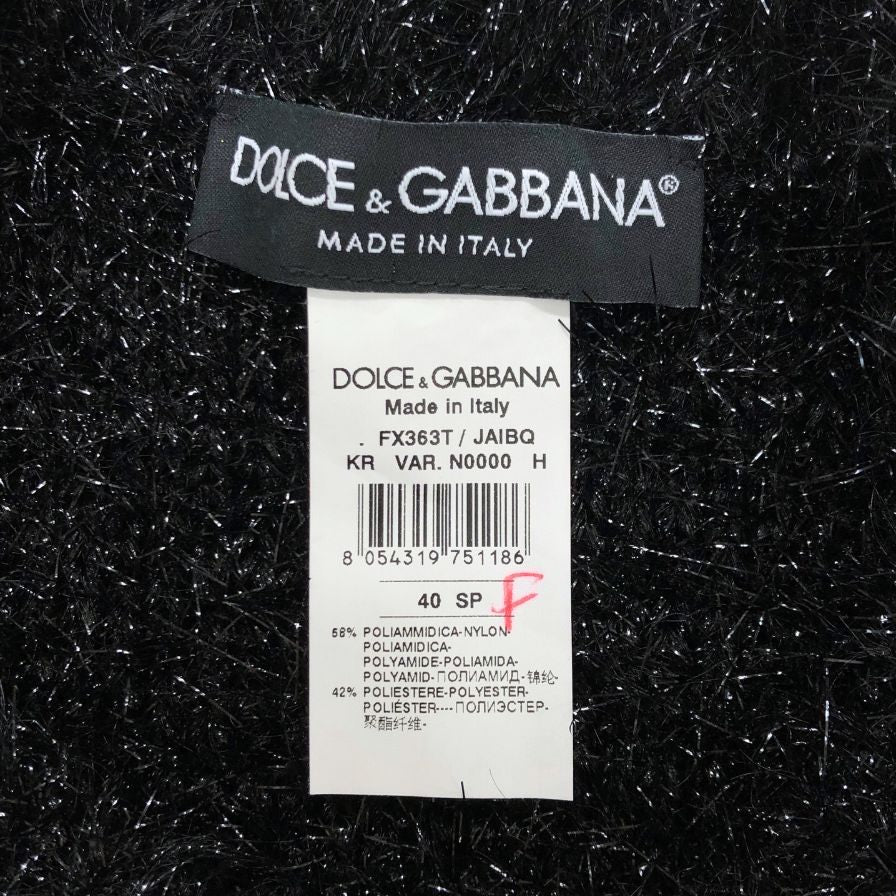 DOLCE & GABBANA®
MADE IN ITALY
DOLCE & GABBANA
Made in Italy
. FX363T / JAIBQ
KR VAR. N0000 H
8 054319 751186
40 SP F
58% POLIAMMIDICA-NYLON-
POLIAMIDICA-
POLYAMIDE-POLIAMIDA-
POLYAMID-ПОЛИАМИД-锦纶-
42% POLIESTERE-POLYESTER-
POLIÉSTER----ПОЛИЭСТЕР-
聚酯纤维-